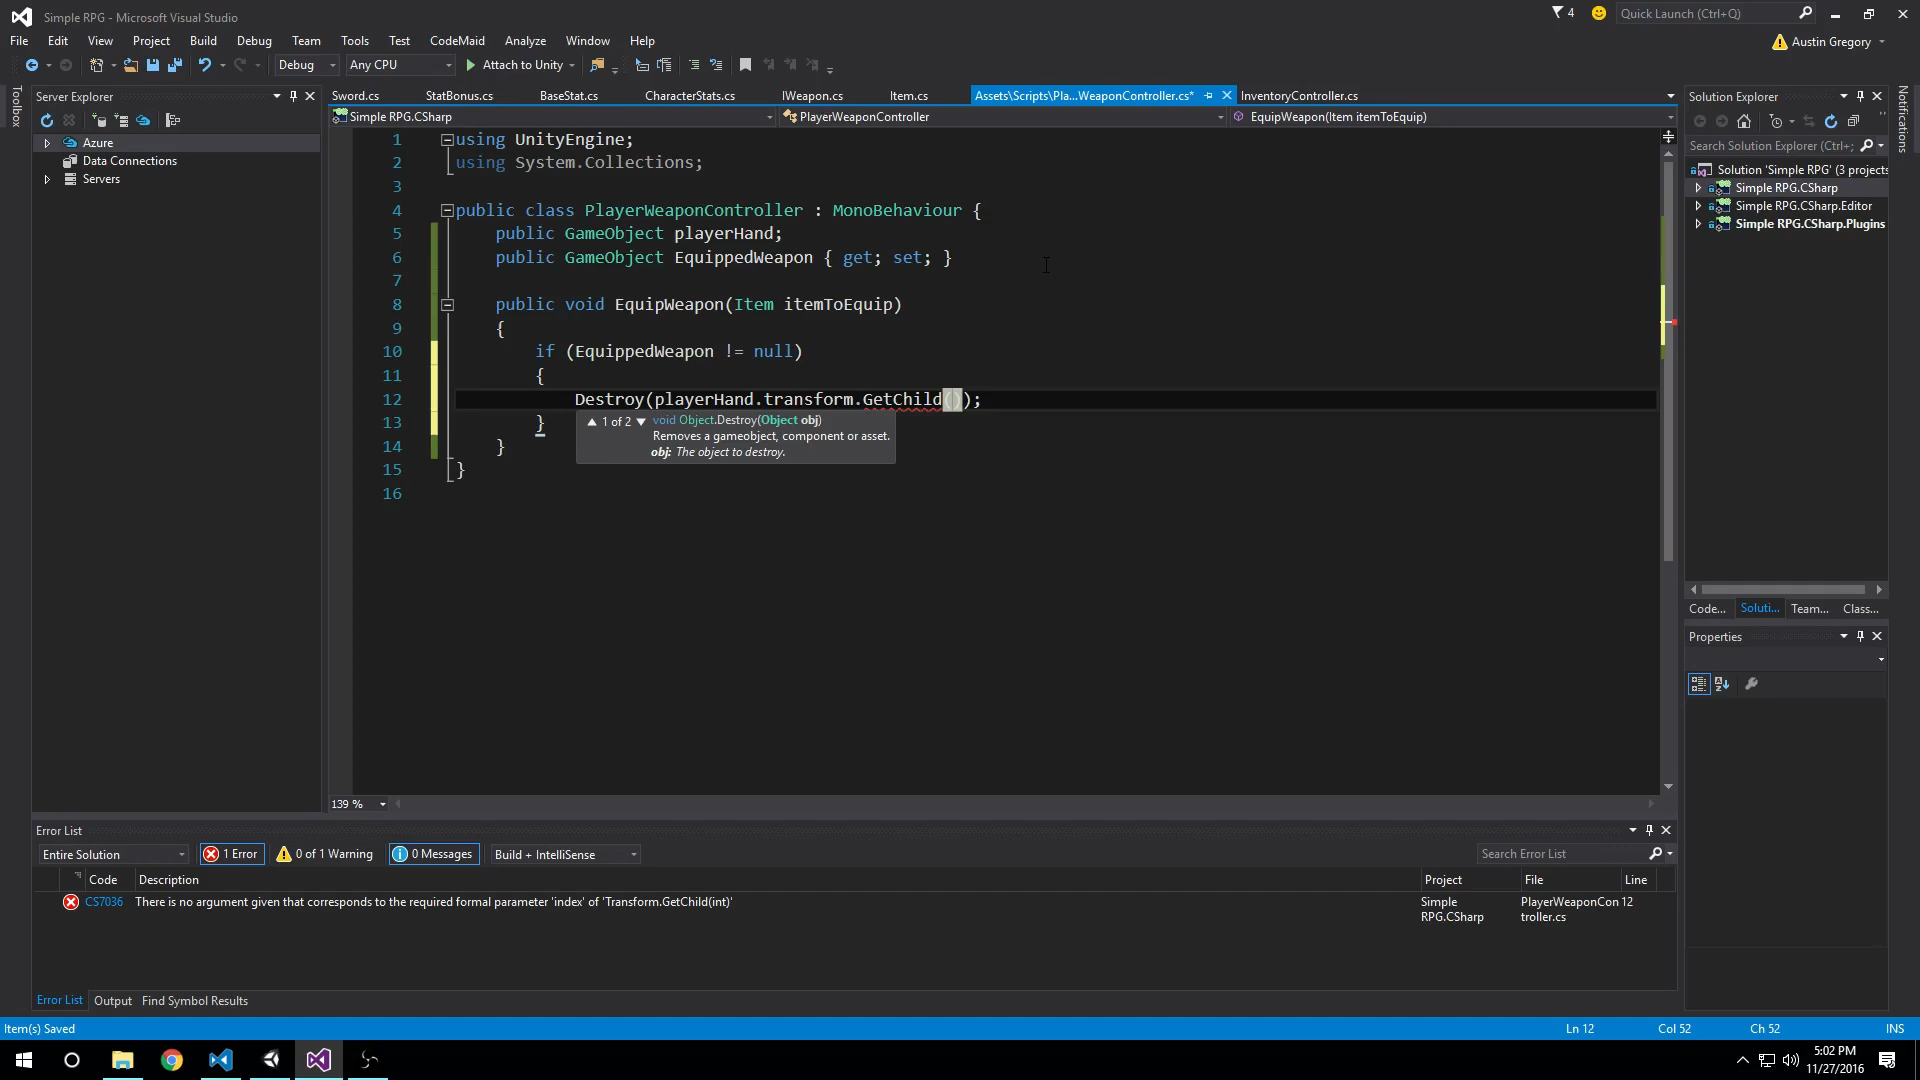 Simple RPG - Microsoft Visual Studio
4
Quick Launch (Ctrl+Q)
File Edit View Project Build Debug Team Tools Test CodeMaid Analyze Window Help
Austin Gregory
Debug
Any CPU
Attach to Unity
Toolbox
Server Explorer
Azure
Data Connections
Servers
Sword.cs
StatBonus.cs
BaseStat.cs
CharacterStats.cs
IWeapon.cs
Item.cs
Assets\Scripts\Pla...WeaponController.cs*
InventoryController.cs
Simple RPG.CSharp
PlayerWeaponController
EquipWeapon(Item itemToEquip)
1 using UnityEngine;
2 using System.Collections;
3
4 public class PlayerWeaponController : MonoBehaviour {
5 public GameObject playerHand;
6 public GameObject EquippedWeapon { get; set; }
7
8 public void EquipWeapon(Item itemToEquip)
9 {
10 if (EquippedWeapon != null)
11 {
12 Destroy(playerHand.transform.GetChild());
13 }
14 }
15 }
16
1 of 2 void Object.Destroy(Object obj)
Removes a gameobject, component or asset.
obj: The object to destroy.
139 %
Solution Explorer
Search Solution Explorer (Ctrl+;
Solution 'Simple RPG' (3 projects
Simple RPG.CSharp
Simple RPG.CSharp.Editor
Simple RPG.CSharp.Plugins
Code... Soluti... Team... Class...
Properties
Notifications
Error List
Entire Solution
1 Error
0 of 1 Warning
0 Messages
Build + IntelliSense
Search Error List
Code Description Project File Line
CS7036 There is no argument given that corresponds to the required formal parameter 'index' of 'Transform.GetChild(int)' Simple PlayerWeaponCon 12
RPG.CSharp troller.cs
Error List Output Find Symbol Results
Item(s) Saved
Ln 12 Col 52 Ch 52 INS
5:02 PM
11/27/2016